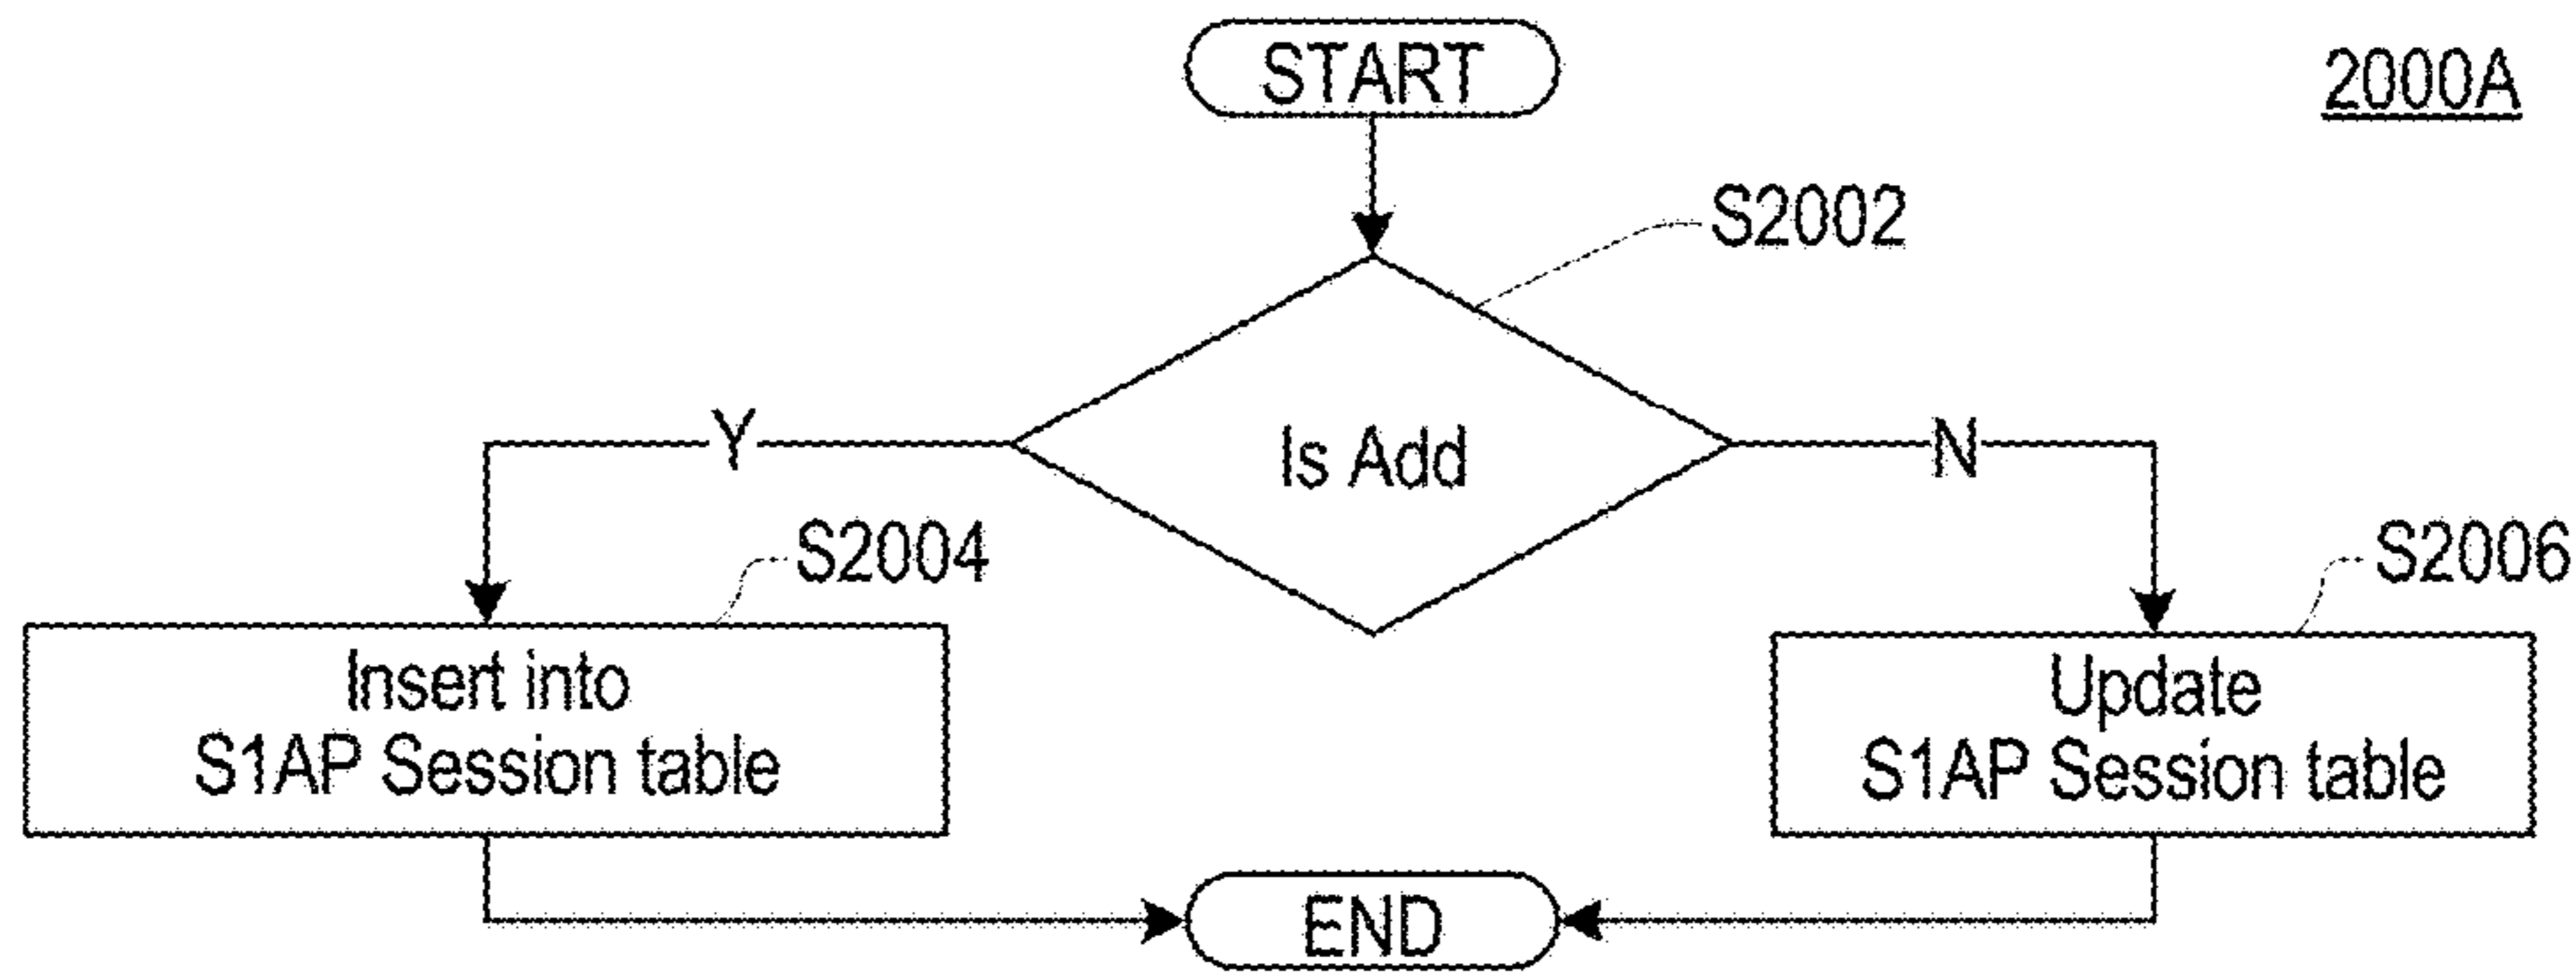 START
2000A
S2002
Is Add
Y
N
S2004
S2006
Insert into
S1AP Session table
Update
S1AP Session table
END